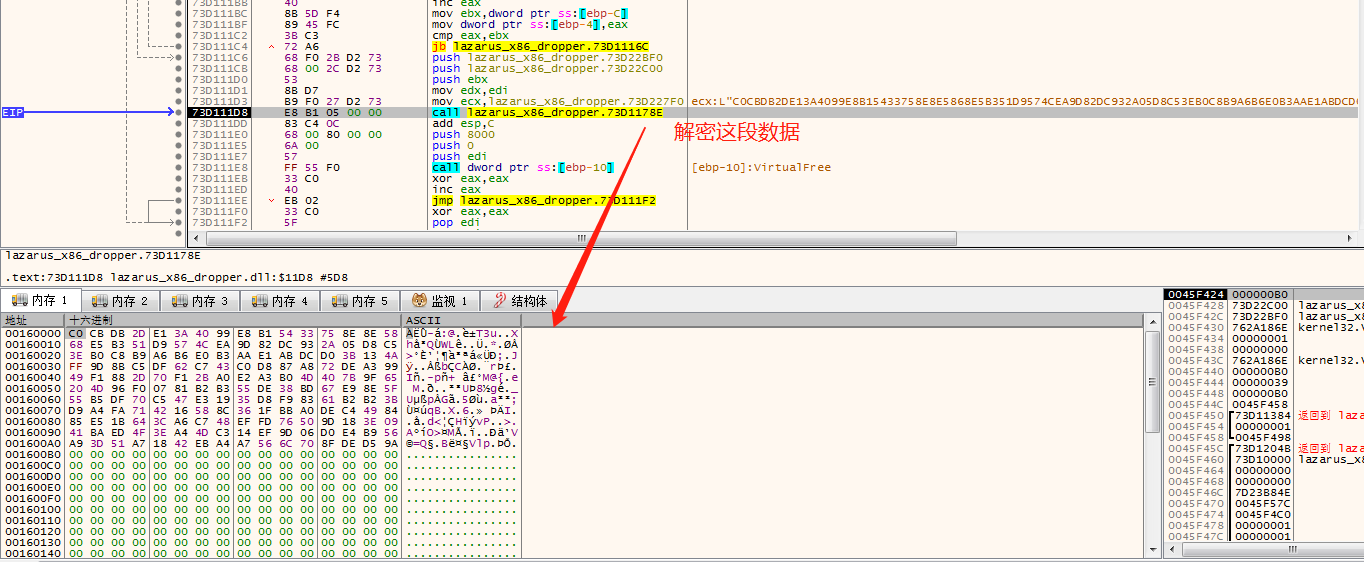 73D111BB 40 inc eax
73D111BC 8B 5D F4 mov ebx,dword ptr ss:[ebp-C]
73D111BF 89 45 FC mov dword ptr ss:[ebp-4],eax
73D111C2 3B C3 cmp eax,ebx
73D111C4 72 A6 jb lazarus_x86_dropper.73D1116C
73D111C6 68 F0 2B D2 73 push lazarus_x86_dropper.73D22BF0
73D111CB 68 00 2C D2 73 push lazarus_x86_dropper.73D22C00
73D111D0 53 push ebx
73D111D1 8B D7 mov edx,edi
73D111D3 B9 F0 27 D2 73 mov ecx,lazarus_x86_dropper.73D227F0 ecx:L"C0CBDB2DE13A4099E8B15433758E8E5868E5B351D9574CEA9D82DC932A05D8C53EB0C8B9A6B6E0B3AAE1ABDCD0
EIP 73D111D8 E8 B1 05 00 00 call lazarus_x86_dropper.73D1178E
73D111DD 83 C4 0C add esp,C
解密这段数据
73D111E0 68 00 80 00 00 push 8000
73D111E5 6A 00 push 0
73D111E7 57 push edi
73D111E8 FF 55 F0 call dword ptr ss:[ebp-10] [ebp-10]:VirtualFree
73D111EB 33 C0 xor eax,eax
73D111ED 40 inc eax
73D111EE EB 02 jmp lazarus_x86_dropper.73D111F2
73D111F0 33 C0 xor eax,eax
73D111F2 5F pop edi
lazarus_x86_dropper.73D1178E
.text:73D111D8 lazarus_x86_dropper.dll:$11D8 #5D8
内存 1 内存 2 内存 3 内存 4 内存 5 监视 1 结构体
地址 十六进制 ASCII
00160000 C0 CB DB 2D E1 3A 40 99 E8 B1 54 33 75 8E 8E 58
00160010 68 E5 B3 51 D9 57 4C EA 9D 82 DC 93 2A 05 D8 C5
00160020 3E B0 C8 B9 A6 B6 E0 B3 AA E1 AB DC D0 3B 13 4A
00160030 FF 9D 8B C5 DF 62 C7 43 C0 D8 87 A8 72 DE A3 99
00160040 49 F1 88 2D 70 F1 2B A0 E2 A3 B0 4D 40 7B 9F 65
00160050 20 4D 96 F0 07 81 B2 B3 55 DE 38 BD 67 E9 8E 5F
00160060 55 B5 DF 70 C5 47 E3 19 35 D8 F9 83 61 B2 B2 3B
00160070 D9 A4 FA 71 42 16 58 8C 36 1F BB A0 DE C4 49 84
00160080 85 E5 1B 64 3C A6 C7 48 EF FD 76 50 9D 18 3E 09
00160090 41 BA ED 4F 3E A4 4D C3 14 EF 9D 06 D0 E4 B9 56
001600A0 A9 3D 51 A7 18 42 EB A4 A7 56 6C 70 8F DE D5 9A
001600B0 00 00 00 00 00 00 00 00 00 00 00 00 00 00 00 00 ................
001600C0 00 00 00 00 00 00 00 00 00 00 00 00 00 00 00 00 ................
001600D0 00 00 00 00 00 00 00 00 00 00 00 00 00 00 00 00 ................
001600E0 00 00 00 00 00 00 00 00 00 00 00 00 00 00 00 00 ................
001600F0 00 00 00 00 00 00 00 00 00 00 00 00 00 00 00 00 ................
00160100 00 00 00 00 00 00 00 00 00 00 00 00 00 00 00 00 ................
00160110 00 00 00 00 00 00 00 00 00 00 00 00 00 00 00 00 ................
00160120 00 00 00 00 00 00 00 00 00 00 00 00 00 00 00 00 ................
00160130 00 00 00 00 00 00 00 00 00 00 00 00 00 00 00 00 ................
00160140 00 00 00 00 00 00 00 00 00 00 00 00 00 00 00 00 ................
0045F424 000000B0
0045F428 73D22C00 lazarus_x8
0045F42C 73D22BF0 lazarus_x8
0045F430 762A186E kernel32.V
0045F434 00000001
0045F438 00000000
0045F43C 762A186E kernel32.V
0045F440 000000B0
0045F444 00000039
0045F448 000000B0
0045F44C 0045F458
0045F450 73D11384 返回到 laza
0045F454 00000001
0045F458 0045F498
0045F45C 73D1204B 返回到 laza
0045F460 73D10000 lazarus_x8
0045F464 00000000
0045F468 00000000
0045F46C 7D23B84E
0045F470 0045F57C
0045F474 0045F4C0
0045F478 00000001
0045F47C 00000000